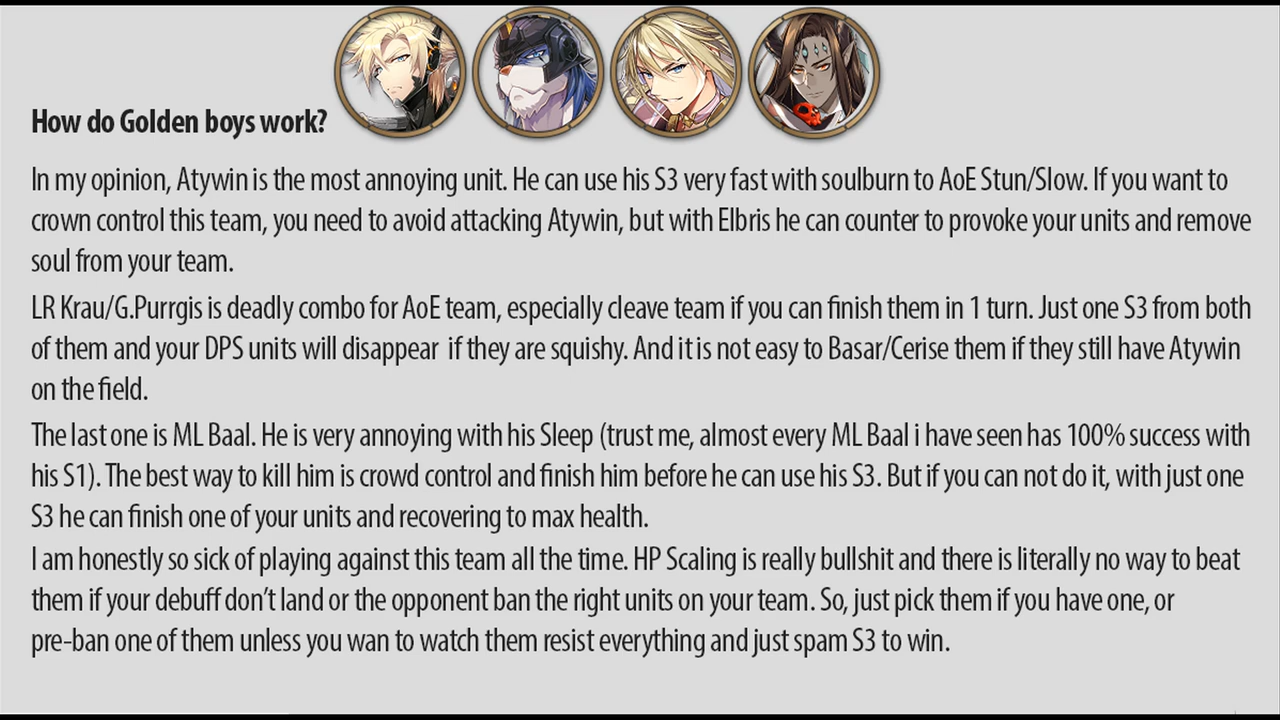 How do Golden boys work?
In my opinion, Atywin is the most annoying unit. He can use his S3 very fast with soulburn to AoE Stun/Slow. If you want to
crown control this team, you need to avoid attacking Atywin, but with Elbris he can counter to provoke your units and remove
soul from your team.
LR Krau/G.Purrgis is deadly combo for AoE team, especially cleave team if you can finish them in 1 turn. Just one S3 from both
of them and your DPS units will disappear if they are squishy. And it is not easy to Basar/Cerise them if they still have Atywin
on the field.
The last one is ML Baal. He is very annoying with his Sleep (trust me, almost every ML Baal i have seen has 100% success with
his S1). The best way to kill him is crowd control and finish him before he can use his S3. But if you can not do it, with just one
S3 he can finish one of your units and recovering to max health.
I am honestly so sick of playing against this team all the time. HP Scaling is really bullshit and there is literally no way to beat
them if your debuff don't land or the opponent ban the right units on your team. So, just pick them if you have one, or
pre-ban one of them unless you wan to watch them resist everything and just spam S3 to win.